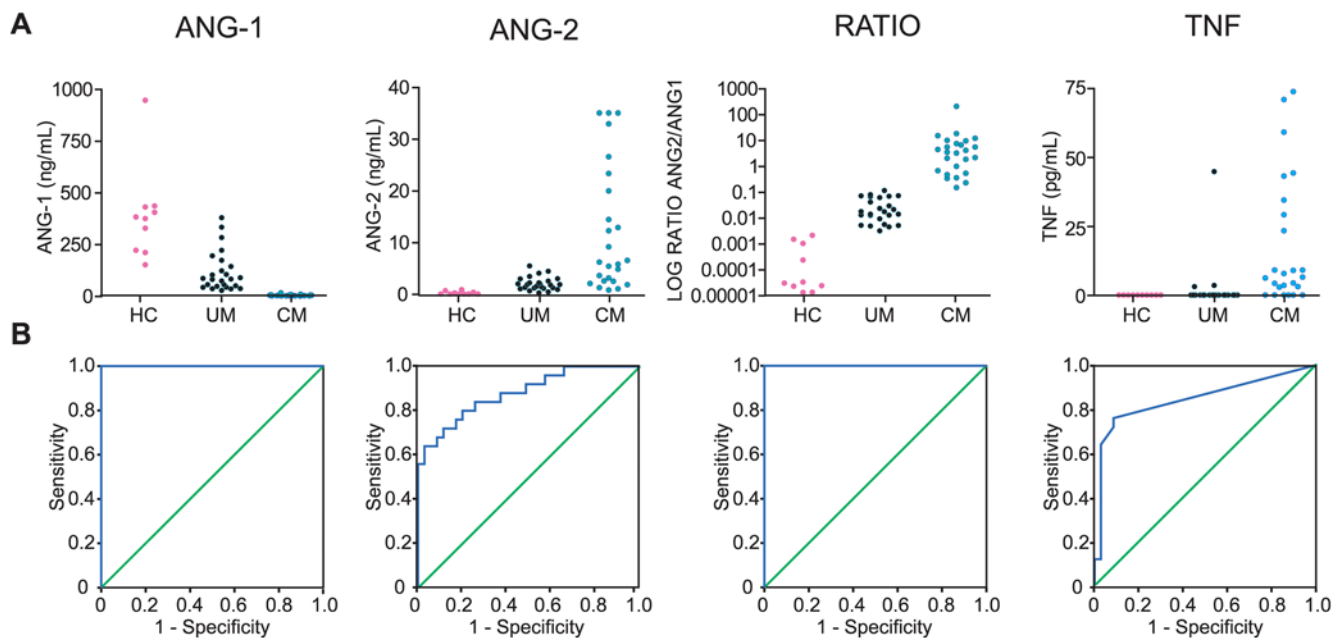 A
ANG-1
ANG-2
RATIO
TNF
ANG-1 (ng/mL)
1000
750
500
250
0
HC
UM
CM
ANG-2 (ng/mL)
40
30
20
10
0
HC
UM
CM
LOG RATIO ANG2/ANG1
1000
100
10
1
0.1
0.01
0.001
0.0001
0.00001
HC
UM
CM
TNF (pg/mL)
75
50
25
0
HC
UM
CM
B
Sensitivity
1.0
0.8
0.6
0.4
0.2
0
0
0.2
0.4
0.6
0.8
1.0
1 - Specificity
Sensitivity
1.0
0.8
0.6
0.4
0.2
0
0
0.2
0.4
0.6
0.8
1.0
1 - Specificity
Sensitivity
1.0
0.8
0.6
0.4
0.2
0
0
0.2
0.4
0.6
0.8
1.0
1 - Specificity
Sensitivity
1.0
0.8
0.6
0.4
0.2
0
0
0.2
0.4
0.6
0.8
1.0
1 - Specificity